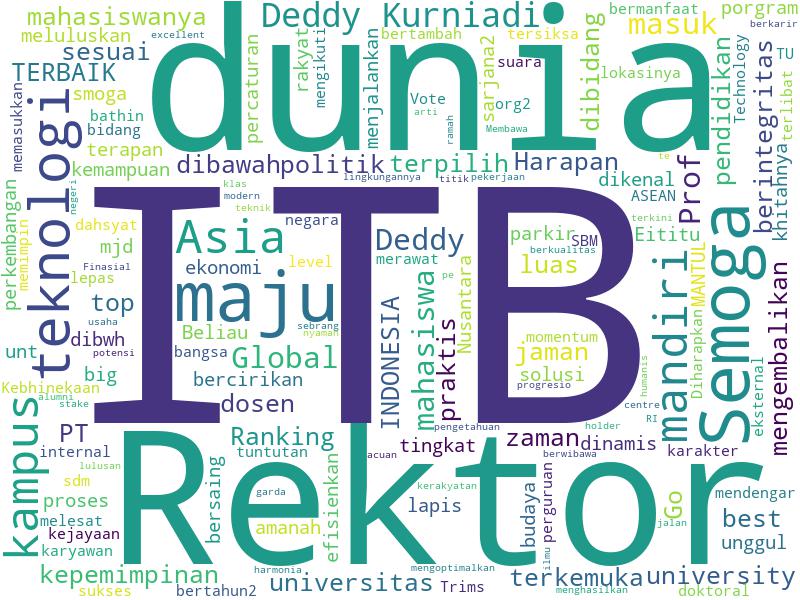 mahasiswanya
Deddy Kurniadi
bermanfaat
porgram
meluluskan
excellent
dunia
bertambah
tersiksa
masuk
berkarir
sesuai
percaturan
rakyat
mengikuti
menjalankan
suara
sarjana2
dibidang
lokasinya
pendidikan
Technology
berintegritas
TU
terlibat
TERBAIK
memasukkan
teknologi
smoga
bathin
bidang
Vote
arti
ramah
org2
Membawa
terapan
kemampuan
dibawah
politik
terpilih
Harapan
te
Prof
khitahnya
klas
modern
lingkungannya
titik
pekerjaan
dikenal
ASEAN
terkini
perkembangan
memimpin
negeri
dahsyat
mjd
Finasial
lepas
ITB
teknik
negara
Asia
ekonomi
level
Deddy
merawat
parkir
SBM
berkualitas
Eititu
Semoga
luas
top
maju
usaha
dibwh
potensi
unt
Beliau
sebrang
nyaman
bangsa
Global
INDONESIA
mahasiswa
pe
praktis
Nusantara
momentum
jaman
solusi
progresio
mandiri
humanis
MANTUL
Diharapkan
eksternal
mengembalikan
big
Kebhinekaan
alumni
stake
bercirikan
dosen
centre
RI
kampus
PT
internal
lulusan
Ranking
tuntutan
acuan
tingkat
pengetahuan
zaman
holder
berwibawa
dinamis
karakter
sdm
proses
melesat
kejayaan
karyawan
Rektor
bersaing
garda
amanah
efisienkan
kerakyatan
lapis
budaya
perguruan
ilmu
Go
jalan
mendengar
best
unggul
kepemimpinan
sukses
bertahun2
harmonia
universitas
Trims
mengoptimalkan
terkemuka
menghasilkan
university
doktoral